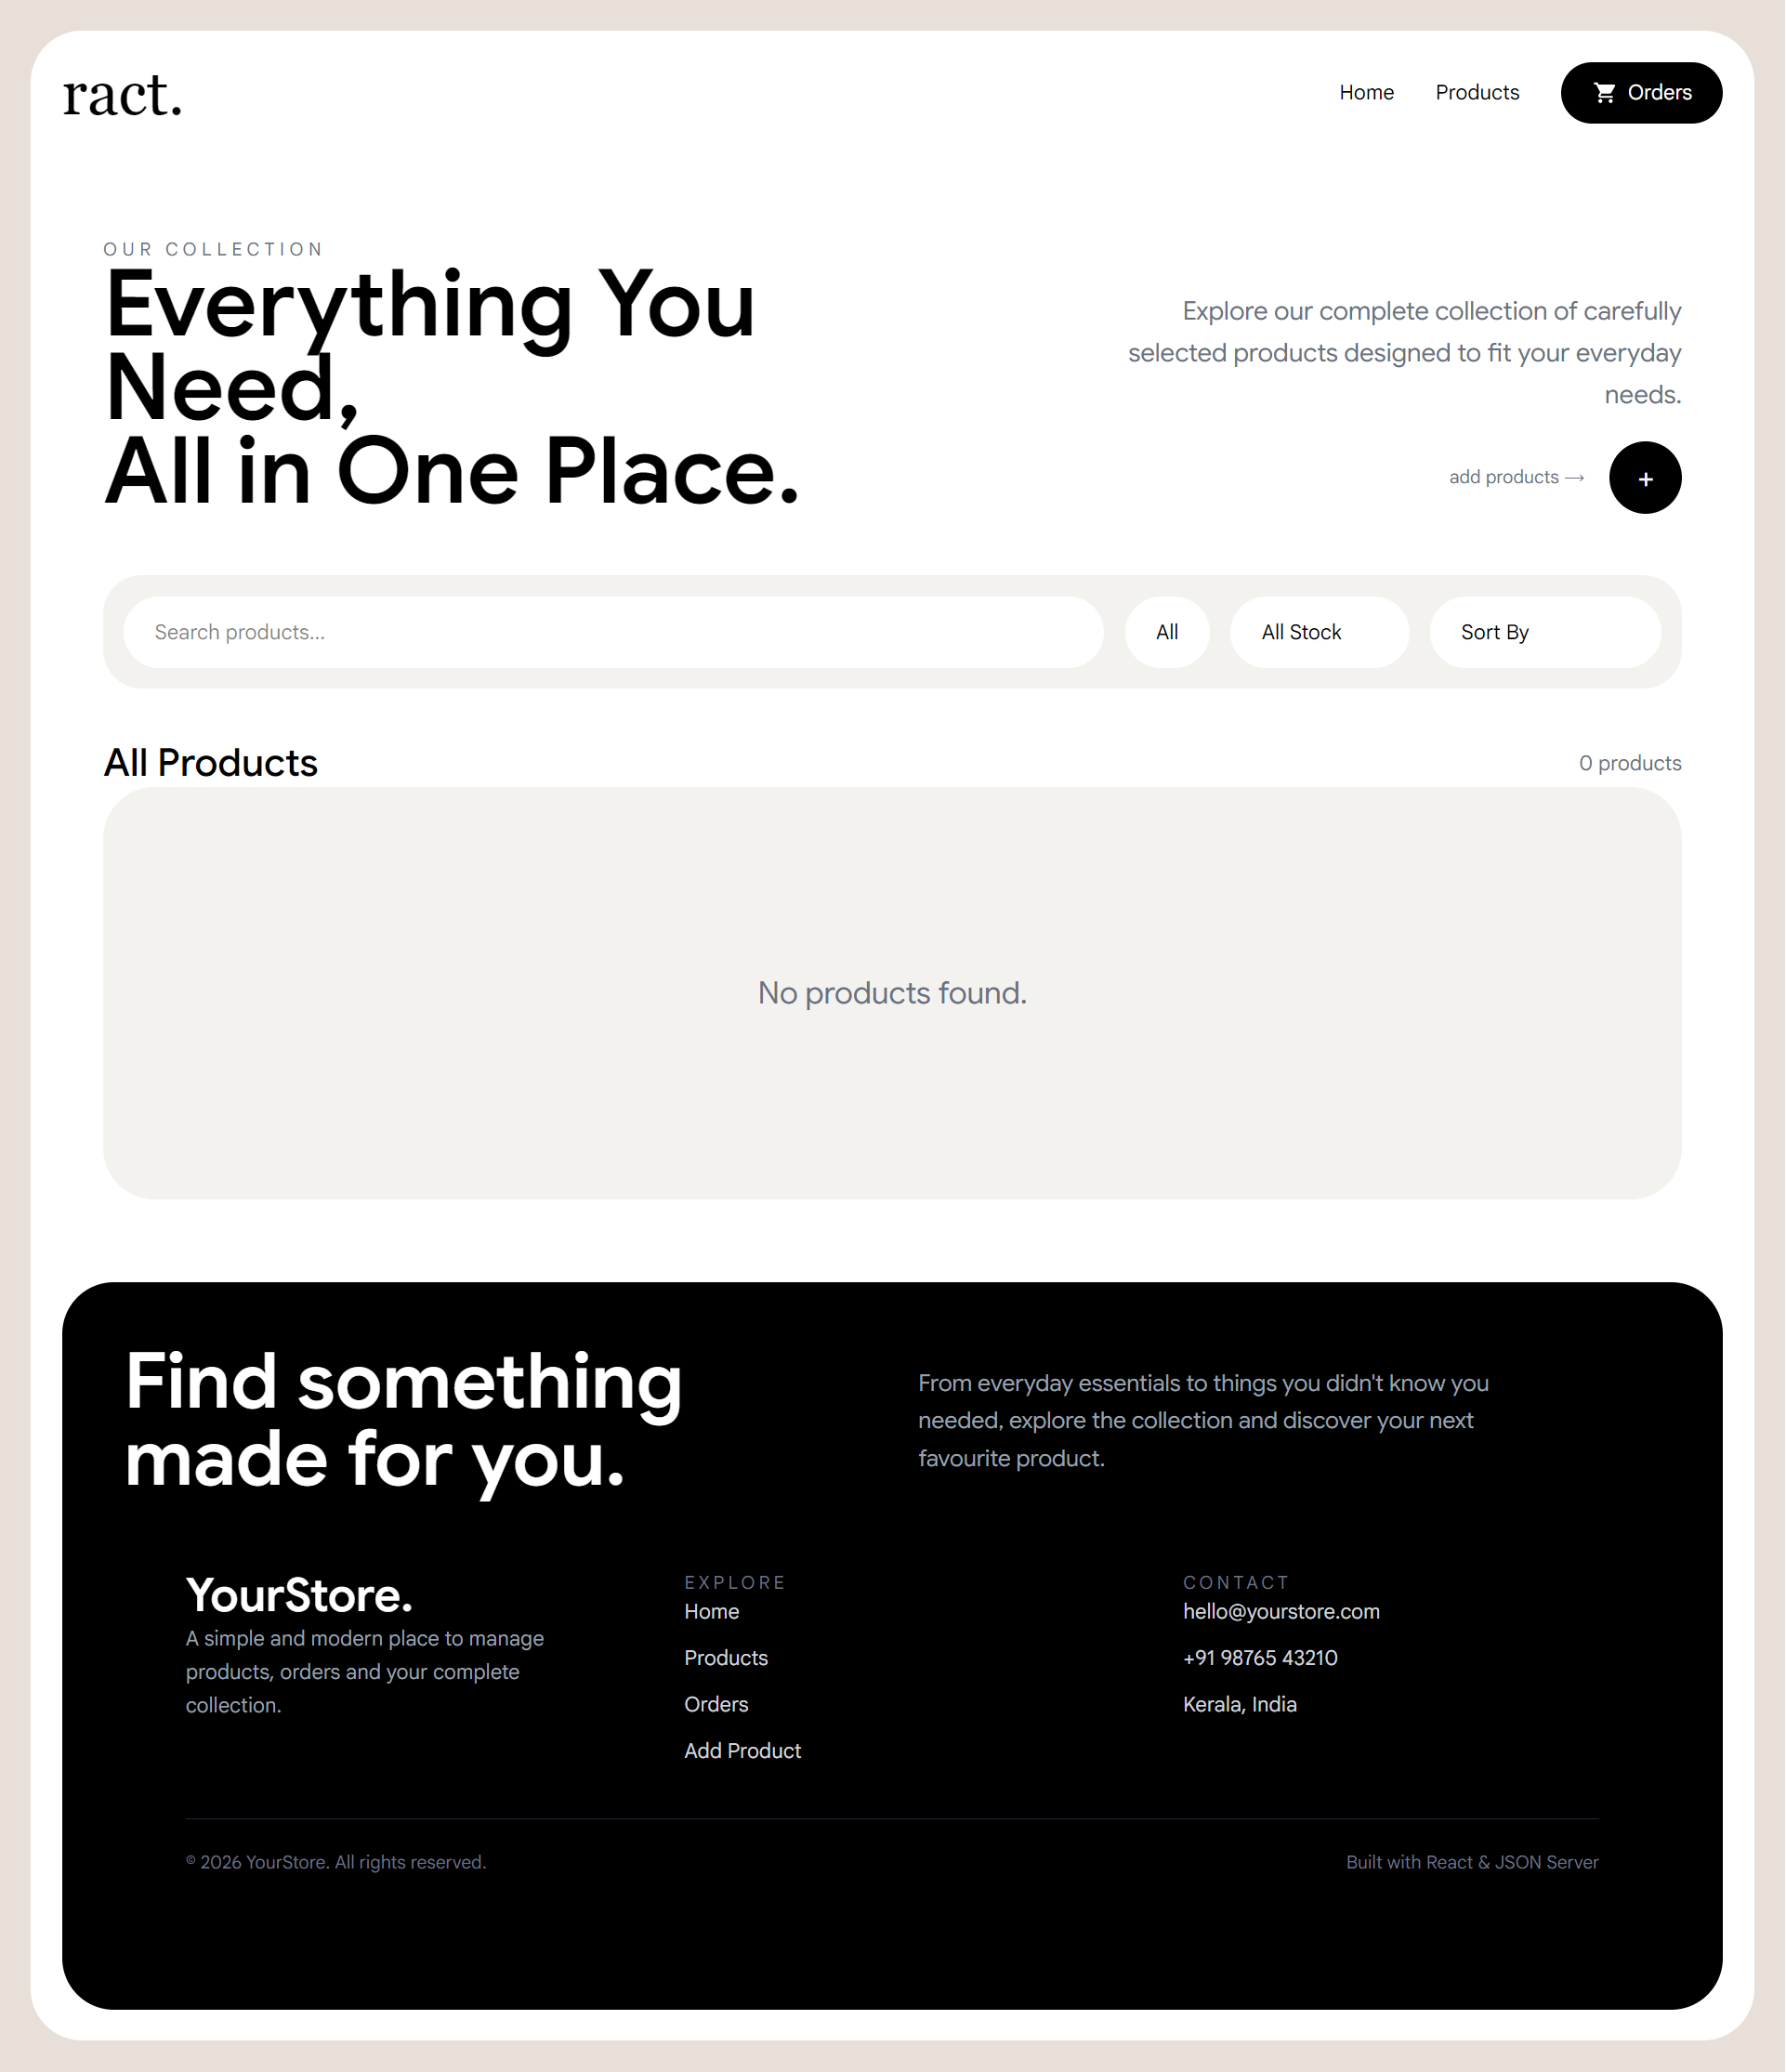 ract.
Home
Products
Orders
OUR COLLECTION
Everything You
Need,
All in One Place.
Explore our complete collection of carefully
selected products designed to fit your everyday
needs.
add products →
+
Search products...
All
All Stock
Sort By
All Products
0 products
No products found.
Find something
made for you.
From everyday essentials to things you didn't know you
needed, explore the collection and discover your next
favourite product.
YourStore.
A simple and modern place to manage
products, orders and your complete
collection.
EXPLORE
Home
Products
Orders
Add Product
CONTACT
hello@yourstore.com
+91 98765 43210
Kerala, India
© 2026 YourStore. All rights reserved.
Built with React & JSON Server